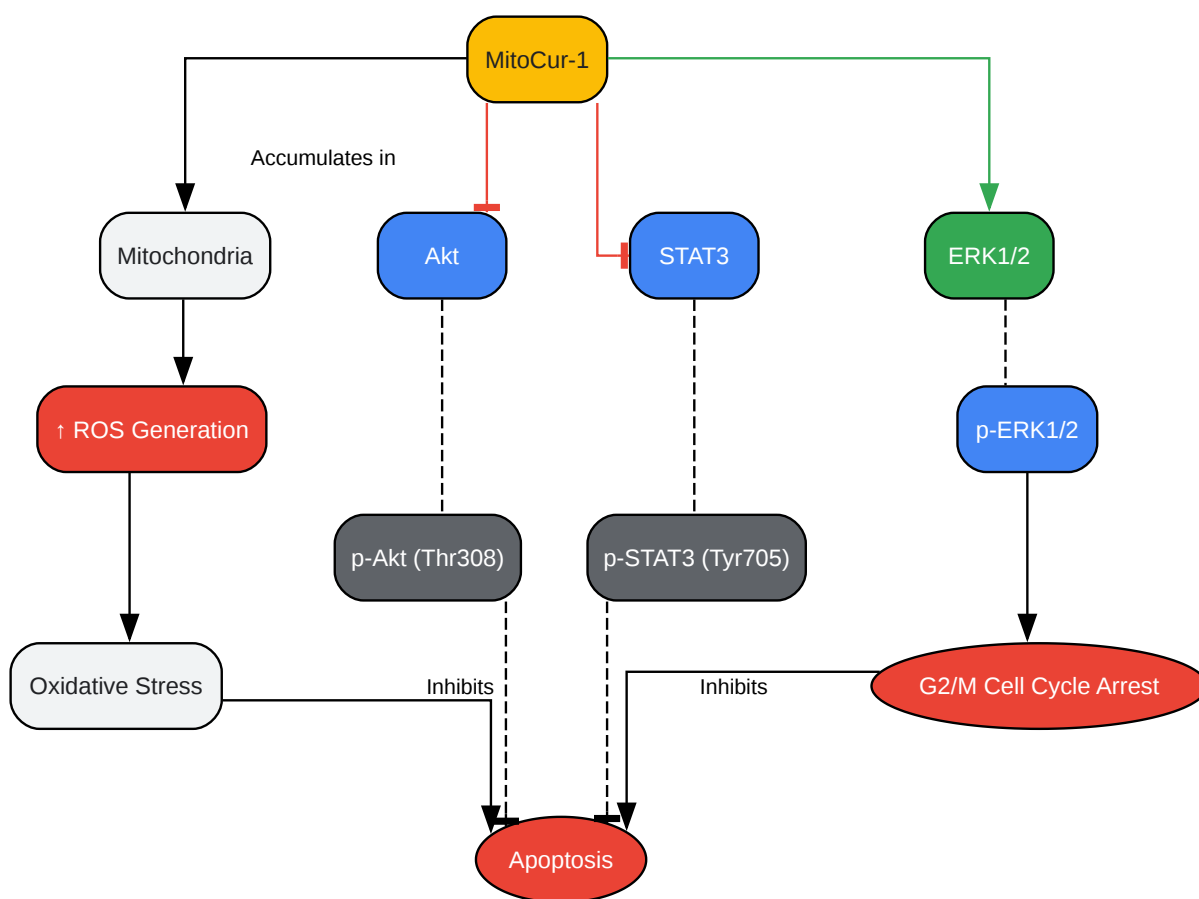 MitoCur-1
Accumulates in
Mitochondria
Akt
STAT3
ERK1/2
↑ ROS Generation
p-ERK1/2
p-Akt (Thr308)
p-STAT3 (Tyr705)
Oxidative Stress
Inhibits
Inhibits
G2/M Cell Cycle Arrest
Apoptosis